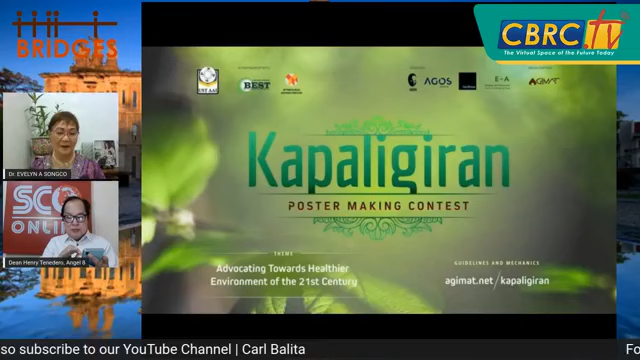 BRIDGES
CBRC.tv
The Virtual Space of the Future Today
BEST
AGOS
AGIMAT
Kapaligiran
POSTER MAKING CONTEST
THEME
Advocating Towards Healthier
Environment of the 21st Century
GUIDELINES AND MECHANICS
agimat.net/kapaligiran
Dr. EVELYN A SONGCO
SCO
ONLINE
Dean Henry Tenedero, Angel 8
so subscribe to our YouTube Channel | Carl Balita
Fo